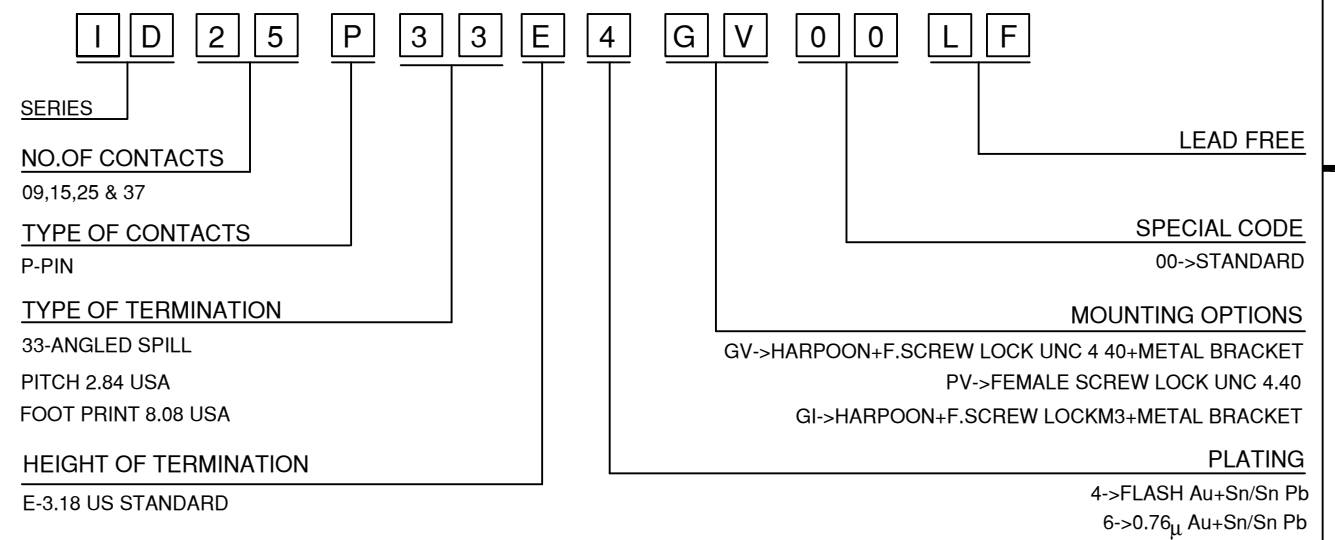 I D 2 5 P 3 3 E 4 G V 0 0 L F
SERIES
NO.OF CONTACTS
09,15,25 & 37
TYPE OF CONTACTS
P-PIN
TYPE OF TERMINATION
33-ANGLED SPILL
PITCH 2.84 USA
FOOT PRINT 8.08 USA
HEIGHT OF TERMINATION
E-3.18 US STANDARD
LEAD FREE
SPECIAL CODE
00->STANDARD
MOUNTING OPTIONS
GV->HARPOON+F.SCREW LOCK UNC 4 40+METAL BRACKET
PV->FEMALE SCREW LOCK UNC 4.40
GI->HARPOON+F.SCREW LOCKM3+METAL BRACKET
PLATING
4->FLASH Au+Sn/Sn Pb
6->0.76μ Au+Sn/Sn Pb